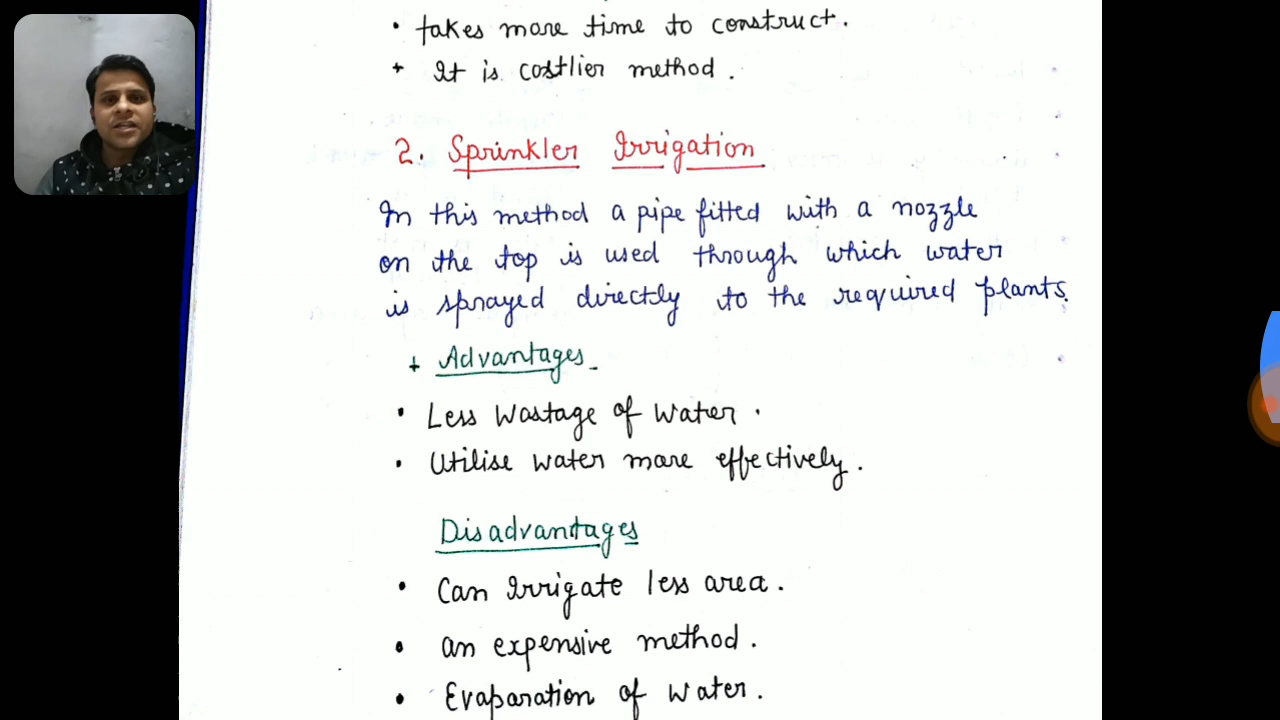 • takes more time to construct.
+ It is costlier method.
2. Sprinkler Irrigation
In this method a pipe fitted with a nozzle
on the top is used through which water
is sprayed directly to the required plants.
+ Advantages -
• Less Wastage of Water.
• Utilise water more effectively.
Disadvantages
• Can Irrigate less area.
• an expensive method.
• Evaparation of Water.